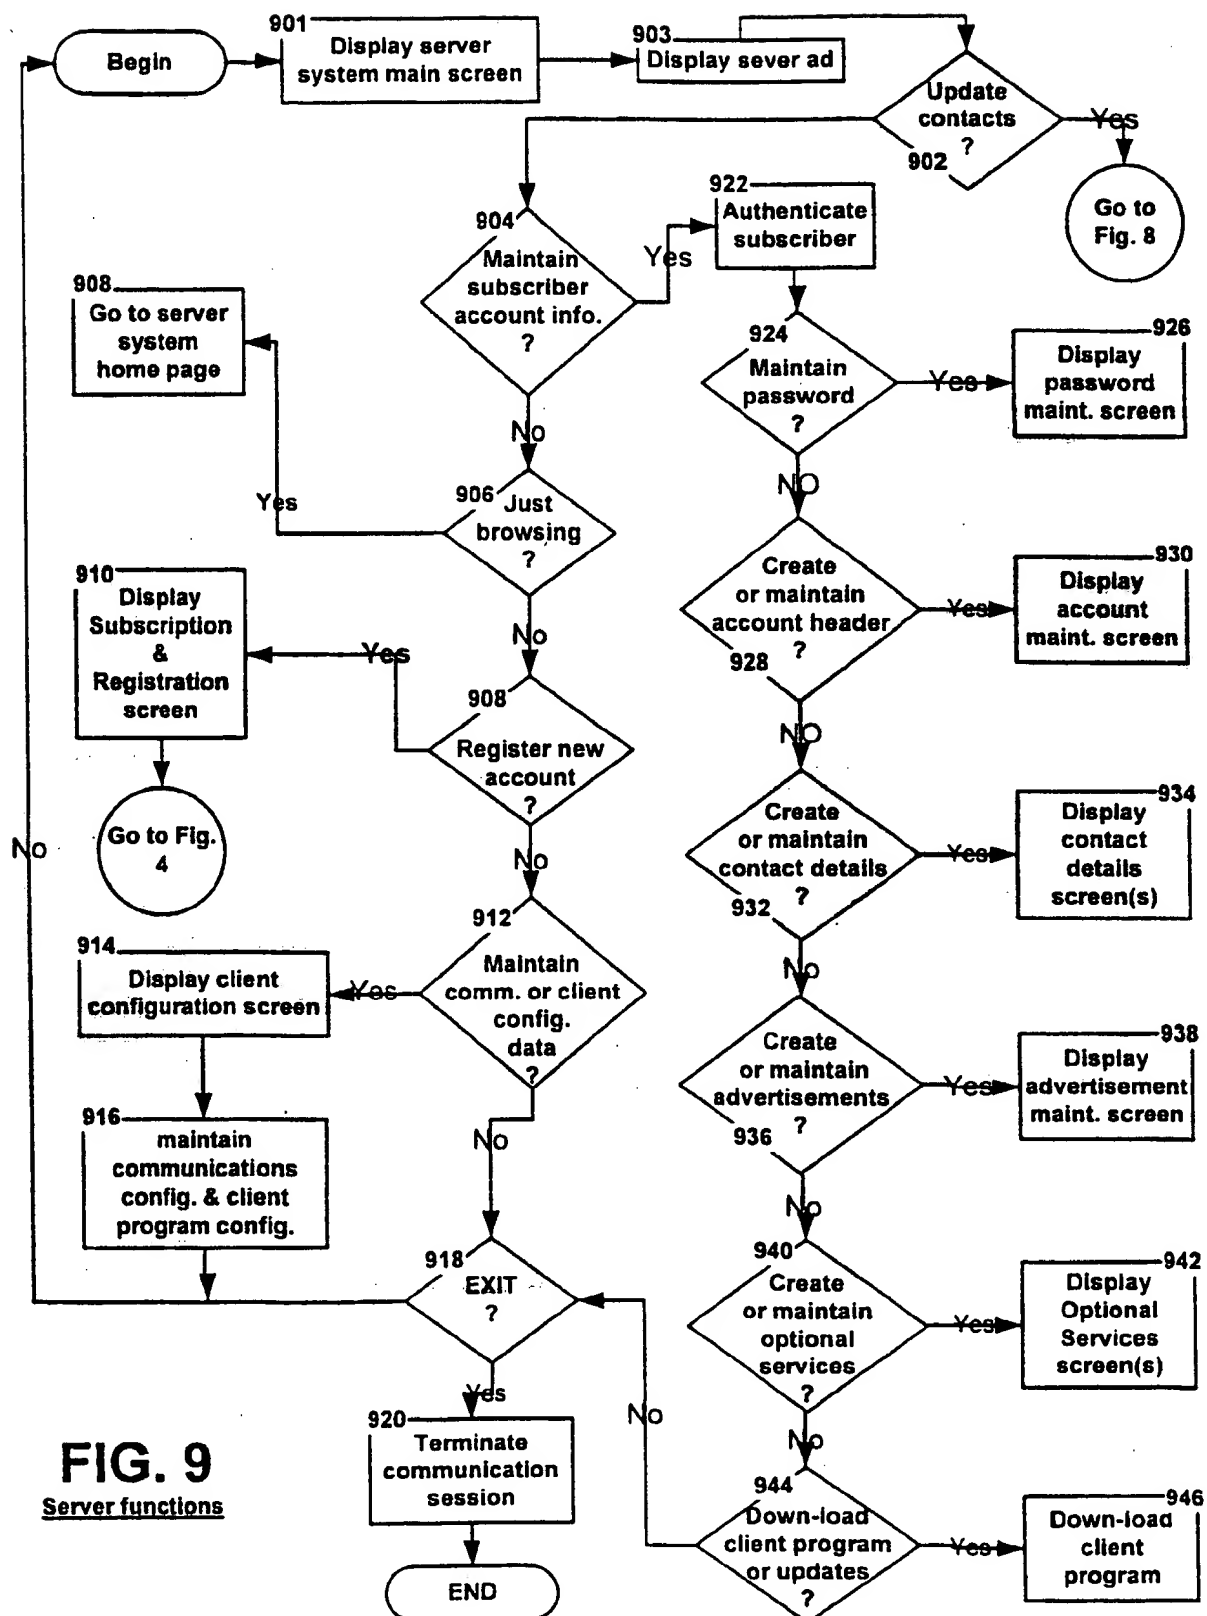 901
Begin
Display server
system main screen
903
Display sever ad
Update
contacts
?
902
Yes
Go to
Fig. 8
904
Maintain
subscriber
account info.
?
Yes
922
Authenticate
subscriber
908
Go to server
system
home page
924
Maintain
password
?
Yes
926
Display
password
maint. screen
No
Yes
906
Just
browsing
?
NO
Create
or maintain
account header
?
928
Yes
930
Display
account
maint. screen
910
Display
Subscription
&
Registration
screen
Yes
No
908
Register new
account
?
NO
Create
or maintain
contact details
?
932
Yes
934
Display
contact
details
screen(s)
No
Go to Fig.
4
No
912
Maintain
comm. or client
config.
data
?
Yes
914
Display client
configuration screen
No
Create
or maintain
advertisements
?
936
Yes
938
Display
advertisement
maint. screen
916
maintain
communications
config. & client
program config.
No
No
918
EXIT
?
940
Create
or maintain
optional
services
?
Yes
942
Display
Optional
Services
screen(s)
Yes
No
No
920
Terminate
communication
session
944
Down-load
client program
or updates
?
Yes
946
Down-load
client
program
END
FIG. 9
Server functions